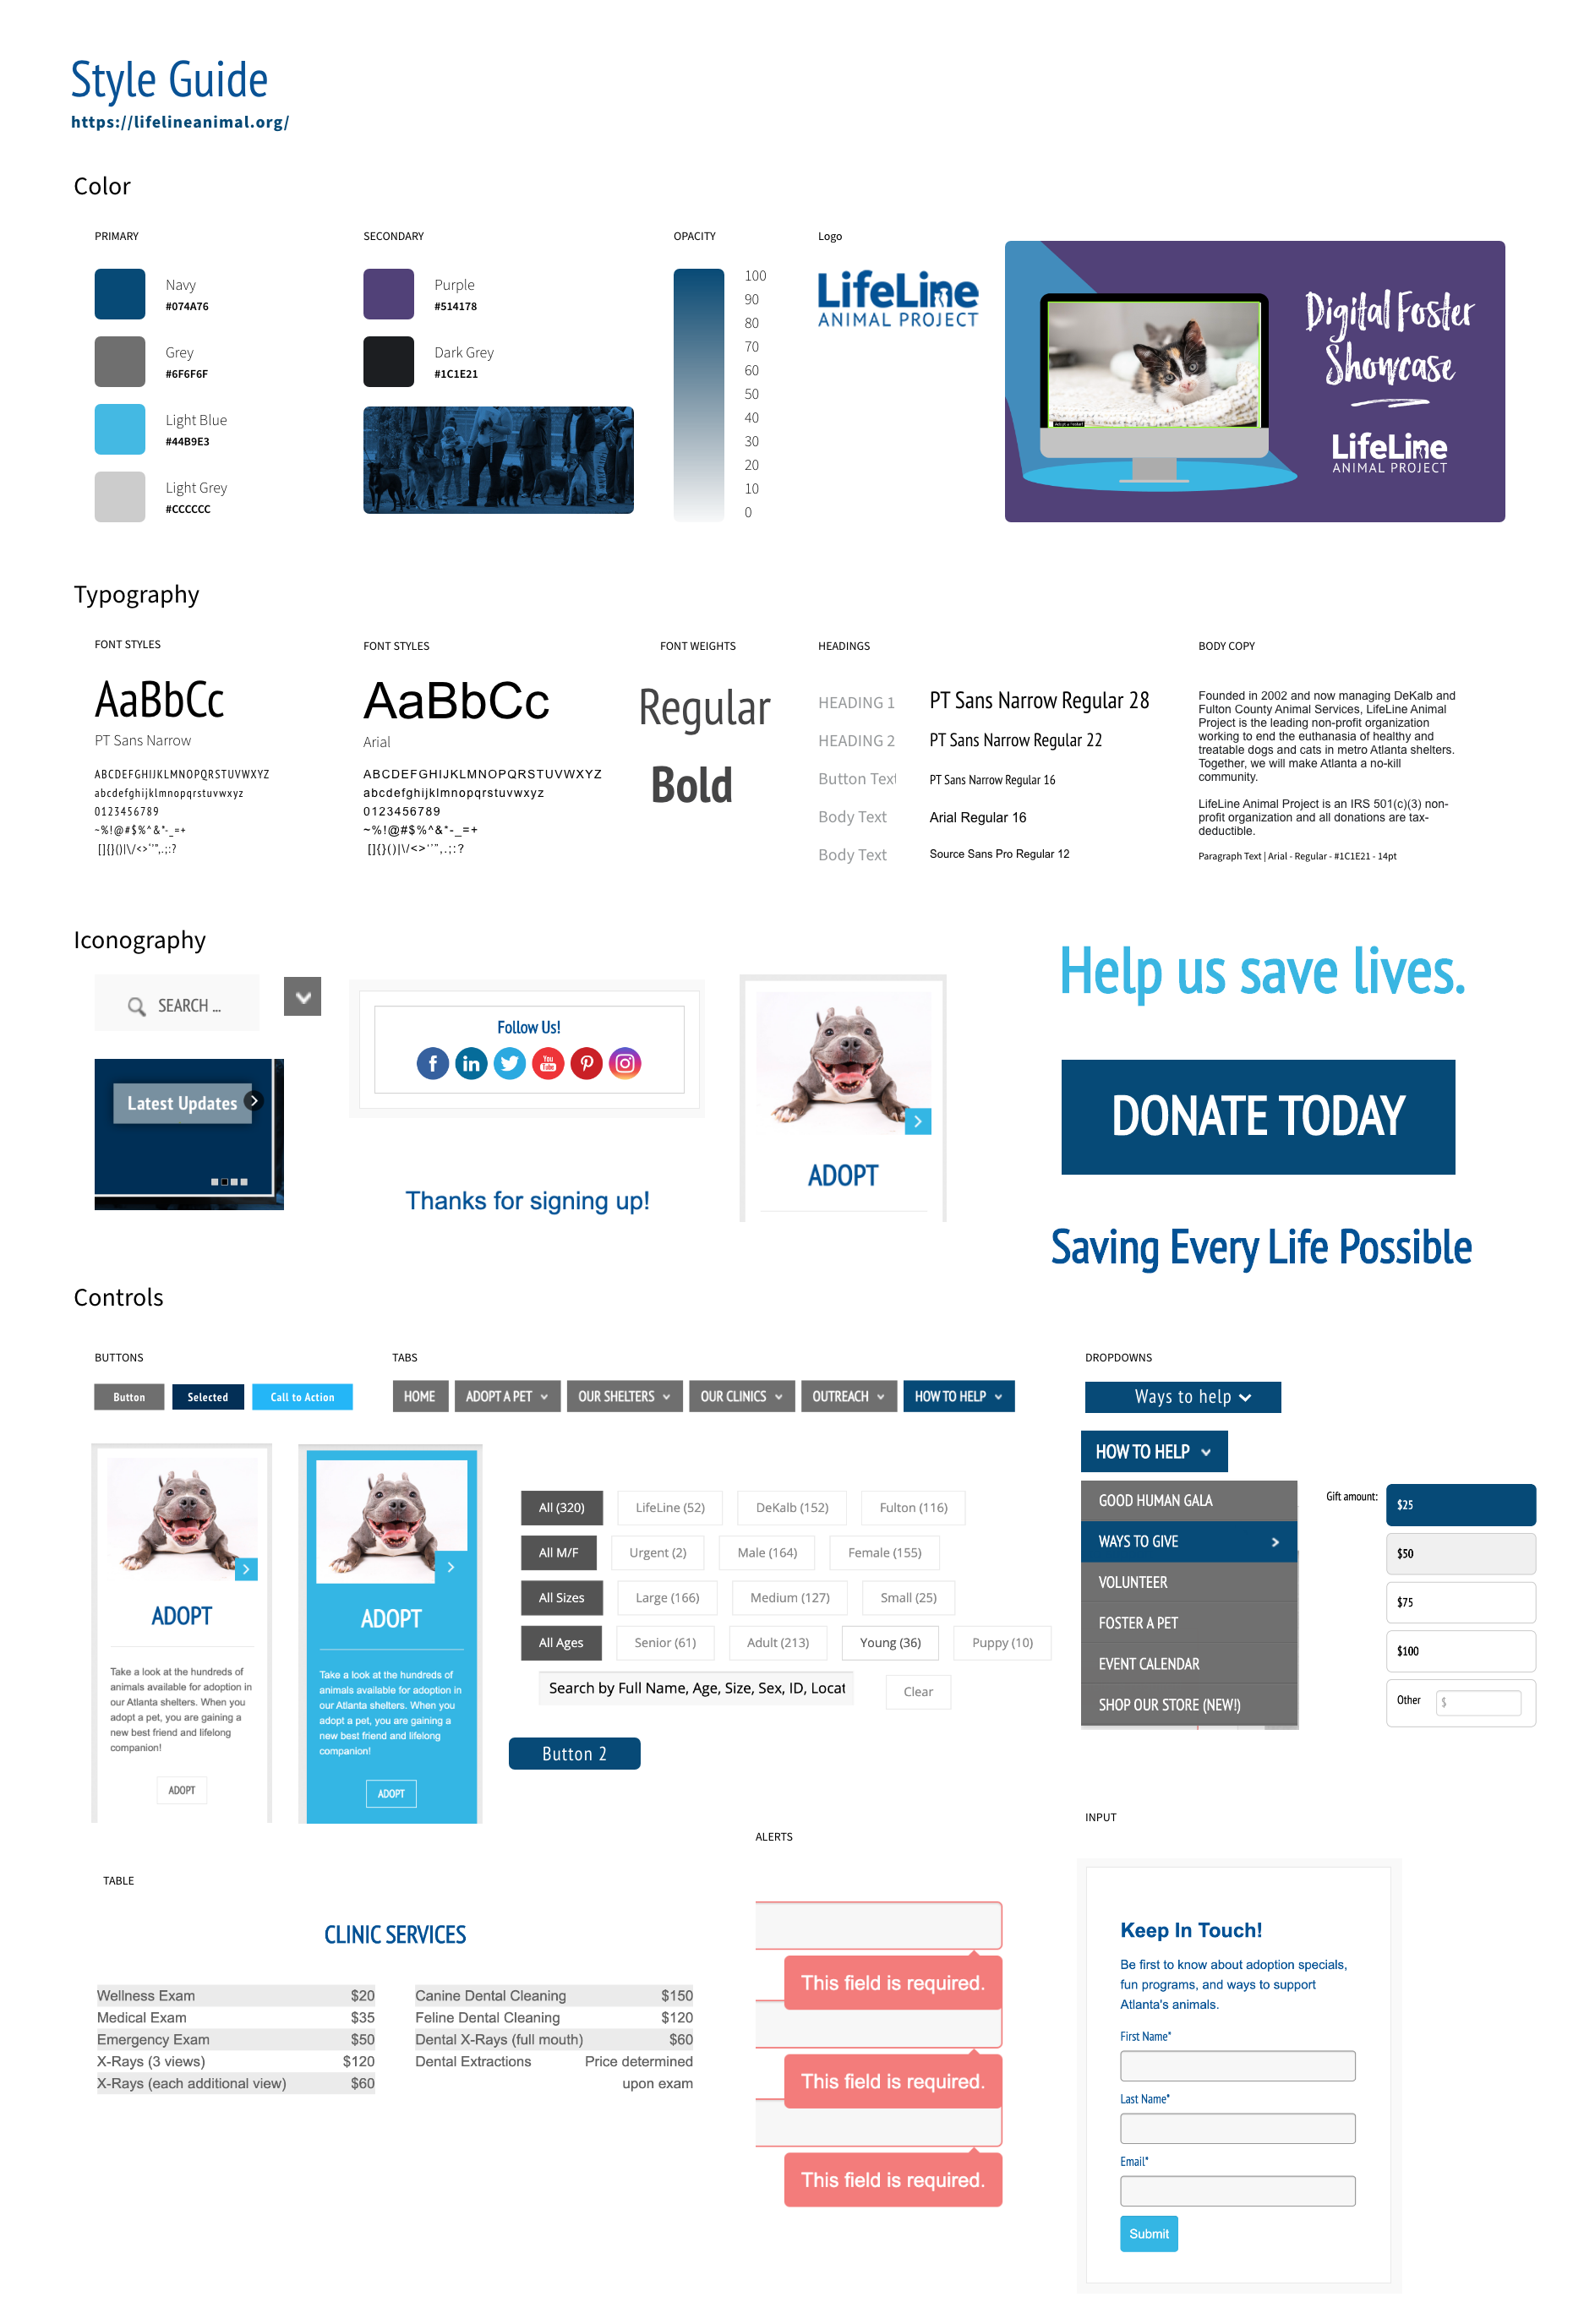 Style Guide
https://lifelineanimal.org/
Color
PRIMARY
Navy
#074A76
Grey
#6F6F6F
Light Blue
#44B9E3
Light Grey
#CCCCCC
SECONDARY
Purple
#514178
Dark Grey
#1C1E21
OPACITY
100
90
80
70
60
50
40
30
20
10
0
Logo
LifeLine
ANIMAL PROJECT
Digital Foster
Showcase
LifeLine
ANIMAL PROJECT
Typography
FONT STYLES
AaBbCc
PT Sans Narrow
ABCDEFGHIJKLMNOPQRSTUVWXYZ
abcdefghijklmnopqrstuvwxyz
0123456789
~%!@#$%^&*-_=+
[]{}()|\/<>'’”,.;:?
FONT STYLES
AaBbCc
Arial
ABCDEFGHIJKLMNOPQRSTUVWXYZ
abcdefghijklmnopqrstuvwxyz
0123456789
~%!@#$%^&*-_=+
[]{}()|\/<>‘’”,.;:?
FONT WEIGHTS
Regular
Bold
HEADINGS
HEADING 1 PT Sans Narrow Regular 28
HEADING 2 PT Sans Narrow Regular 22
Button Text PT Sans Narrow Regular 16
Body Text Arial Regular 16
Body Text Source Sans Pro Regular 12
BODY COPY
Founded in 2002 and now managing DeKalb and
Fulton County Animal Services, LifeLine Animal
Project is the leading non-profit organization
working to end the euthanasia of healthy and
treatable dogs and cats in metro Atlanta shelters.
Together, we will make Atlanta a no-kill
community.
LifeLine Animal Project is an IRS 501(c)(3) non-
profit organization and all donations are tax-
deductible.
Paragraph Text | Arial - Regular - #1C1E21 - 14pt
Iconography
SEARCH ...
Latest Updates
Follow Us!
f in You Tube
Thanks for signing up!
ADOPT
Help us save lives.
DONATE TODAY
Saving Every Life Possible
Controls
BUTTONS
Button Selected Call to Action
TABS
HOME ADOPT A PET OUR SHELTERS OUR CLINICS OUTREACH HOW TO HELP
ADOPT
Take a look at the hundreds of
animals available for adoption in
our Atlanta shelters. When you
adopt a pet, you are gaining a
new best friend and lifelong
companion!
ADOPT
ADOPT
Take a look at the hundreds of
animals available for adoption in
our Atlanta shelters. When you
adopt a pet, you are gaining a
new best friend and lifelong
companion!
ADOPT
All (320) LifeLine (52) DeKalb (152) Fulton (116)
All M/F Urgent (2) Male (164) Female (155)
All Sizes Large (166) Medium (127) Small (25)
All Ages Senior (61) Adult (213) Young (36) Puppy (10)
Search by Full Name, Age, Size, Sex, ID, Locat Clear
Button 2
DROPDOWNS
Ways to help
HOW TO HELP
GOOD HUMAN GALA
WAYS TO GIVE
VOLUNTEER
FOSTER A PET
EVENT CALENDAR
SHOP OUR STORE (NEW!)
Gift amount:
$25
$50
$75
$100
Other $
TABLE
CLINIC SERVICES
Wellness Exam $20
Medical Exam $35
Emergency Exam $50
X-Rays (3 views) $120
X-Rays (each additional view) $60
Canine Dental Cleaning $150
Feline Dental Cleaning $120
Dental X-Rays (full mouth) $60
Dental Extractions Price determined
upon exam
ALERTS
This field is required.
This field is required.
This field is required.
INPUT
Keep In Touch!
Be first to know about adoption specials,
fun programs, and ways to support
Atlanta's animals.
First Name*
Last Name*
Email*
Submit